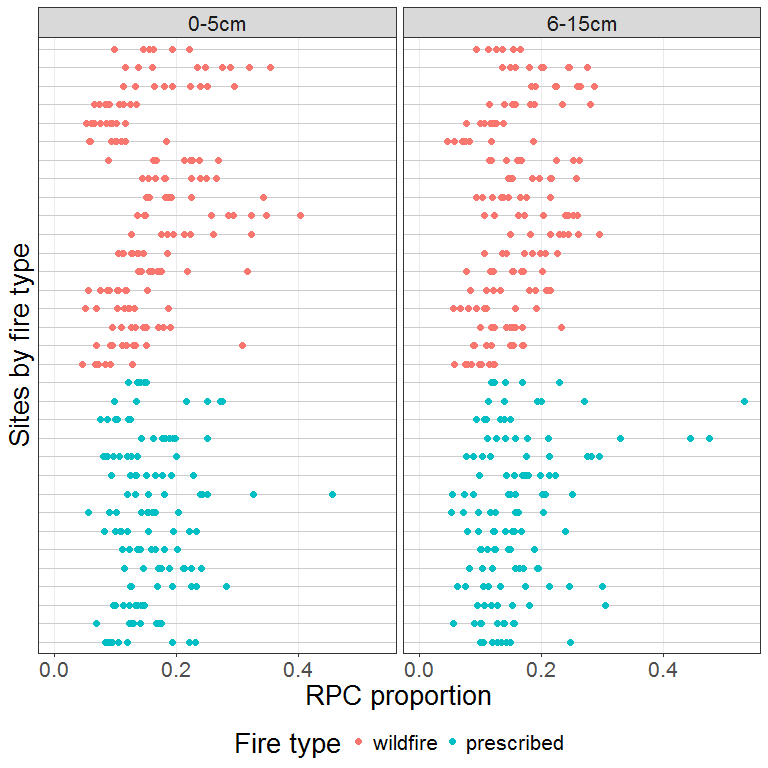 0-5cm 6-15cm
Sites by fire type
0.0 0.2 0.4 0.0 0.2 0.4
RPC proportion
Fire type wildfire prescribed